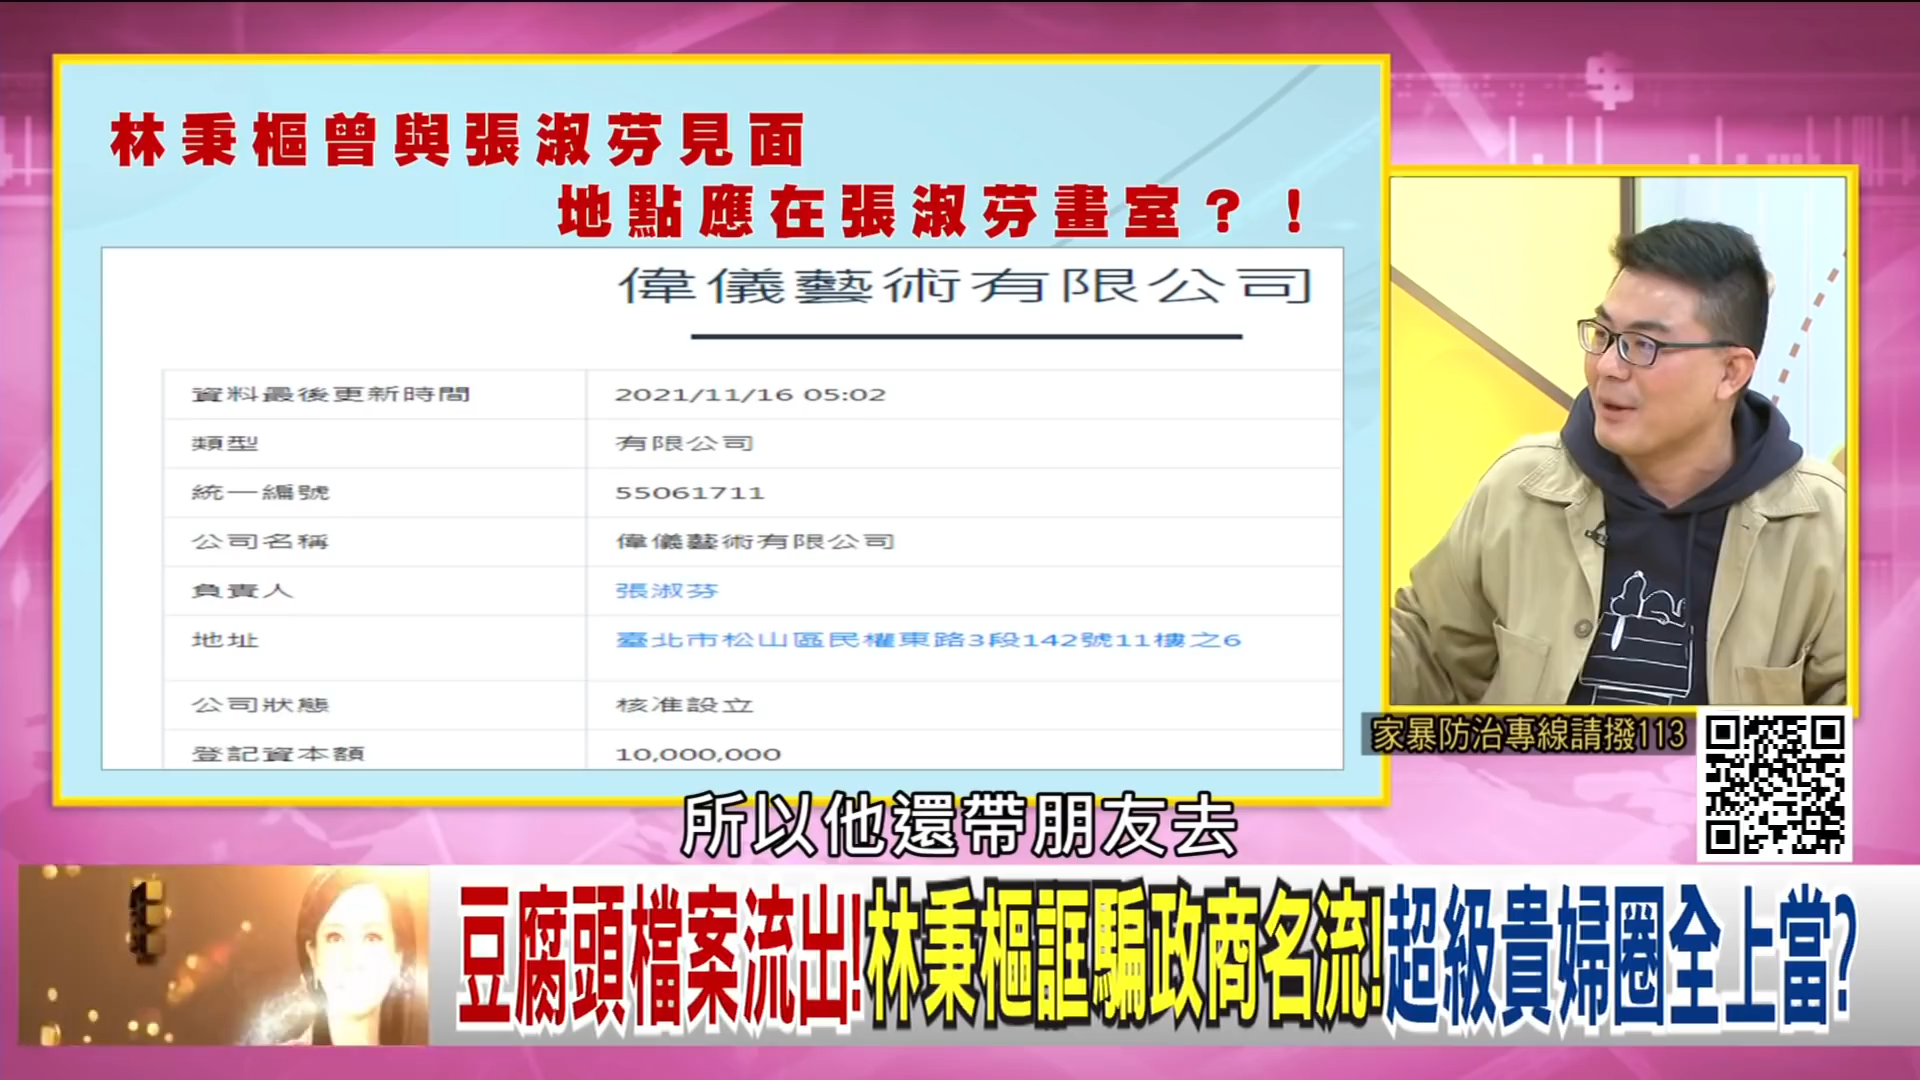 林秉樞曾與張淑芬見面
地點應在張淑芬畫室？！
偉儀藝術有限公司
資料最後更新時間 2021/11/16 05:02
類型 有限公司
統一編號 55061711
公司名稱 偉儀藝術有限公司
負責人 張淑芬
地址 臺北市松山區民權東路3段142號11樓之6
公司狀態 核准設立
登記資本額 10,000,000
家暴防治專線請撥113
所以他還帶朋友去
豆腐頭檔案流出!林秉樞誆騙政商名流!超級貴婦圈全上當?